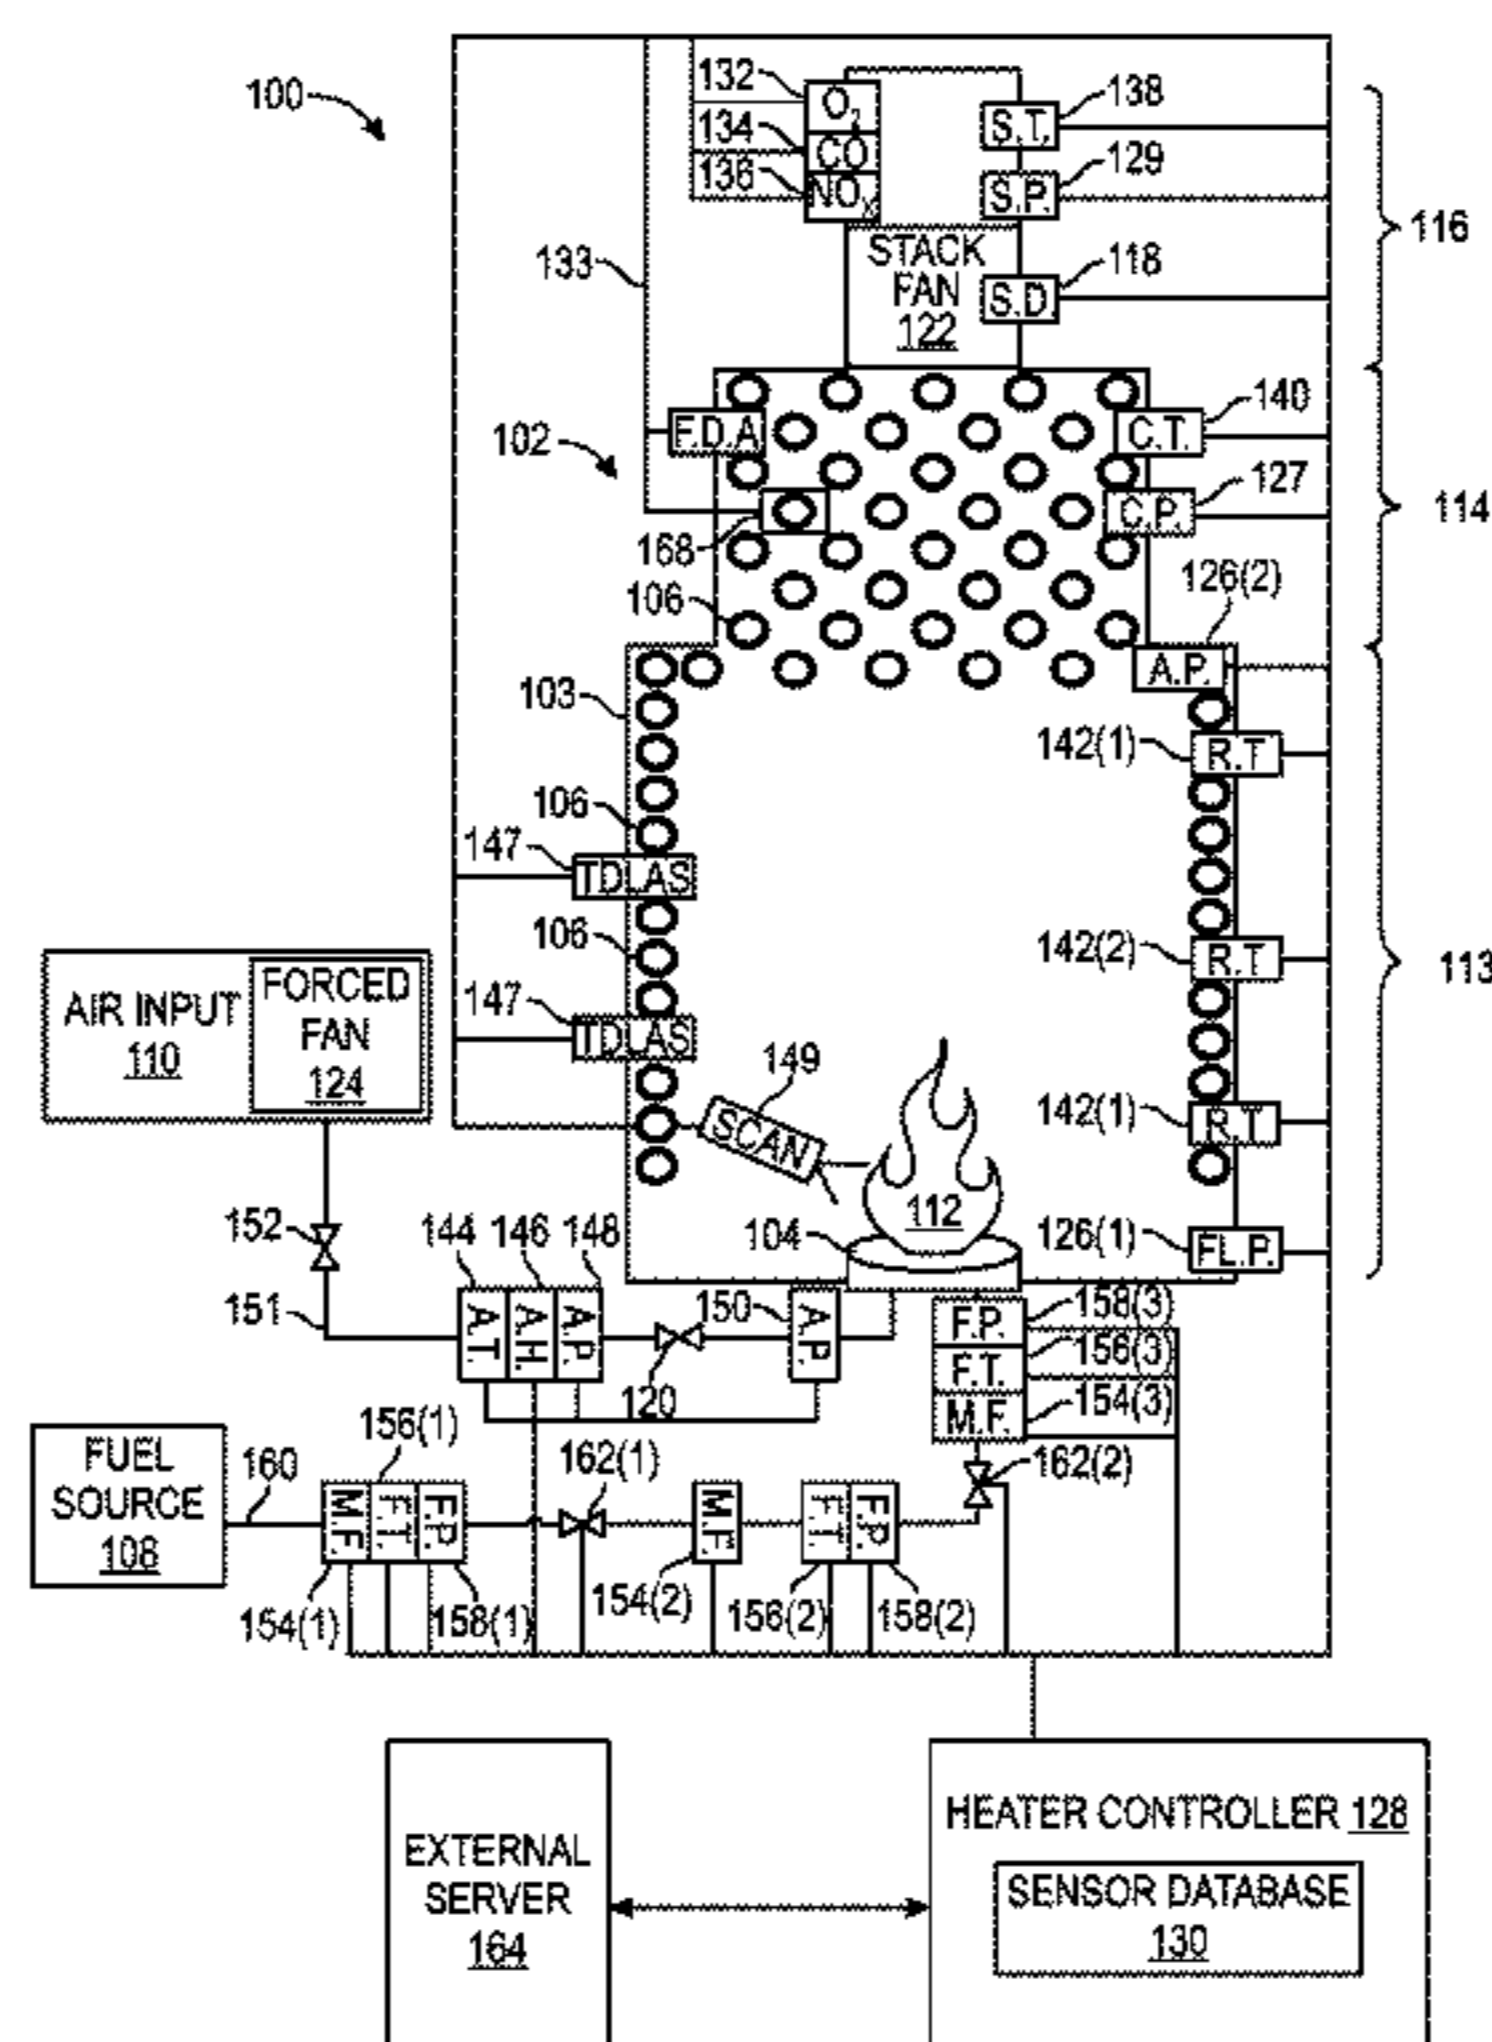 100
132
O2
138
S.T.
134
CO
136
NOX
129
S.P.
116
133
STACK
FAN
122
118
S.D.
102
F.D.A
140
C.T.
127
C.P.
114
168
106
126(2)
A.P.
103
142(1)
R.T
106
147
TDLAS
106
142(2)
R.T
113
AIR INPUT
110
FORCED
FAN
124
147
TDLAS
149
SCAN
142(1)
R.T
112
104
126(1)
FL.P.
152
144
146
148
151
A.T.
A.H.
A.P.
150
A.P.
120
158(3)
F.P.
156(3)
F.T.
154(3)
M.F.
FUEL
SOURCE
108
160
156(1)
M.F.
F.T.
F.P.
162(1)
162(2)
M.F.
F.T.
F.P.
154(1)
158(1)
154(2)
156(2)
158(2)
EXTERNAL
SERVER
164
HEATER CONTROLLER 128
SENSOR DATABASE
130